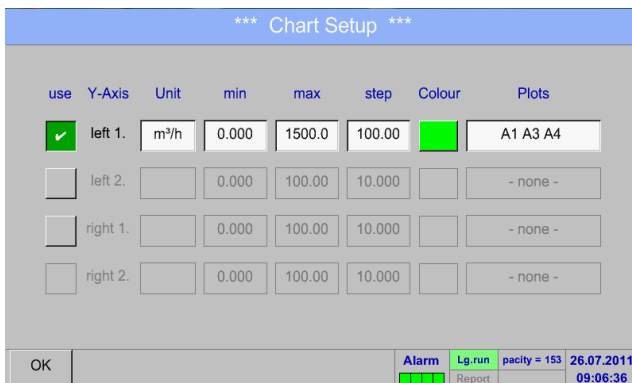 *** Chart Setup ***
use Y-Axis Unit min max step Colour Plots
✔ left 1. m³/h 0.000 1500.0 100.00 A1 A3 A4
left 2. 0.000 100.00 10.000 - none -
right 1. 0.000 100.00 10.000 - none -
right 2. 0.000 100.00 10.000 - none -
OK Alarm Lg.run pacity = 153 26.07.2011
Report 09:06:36